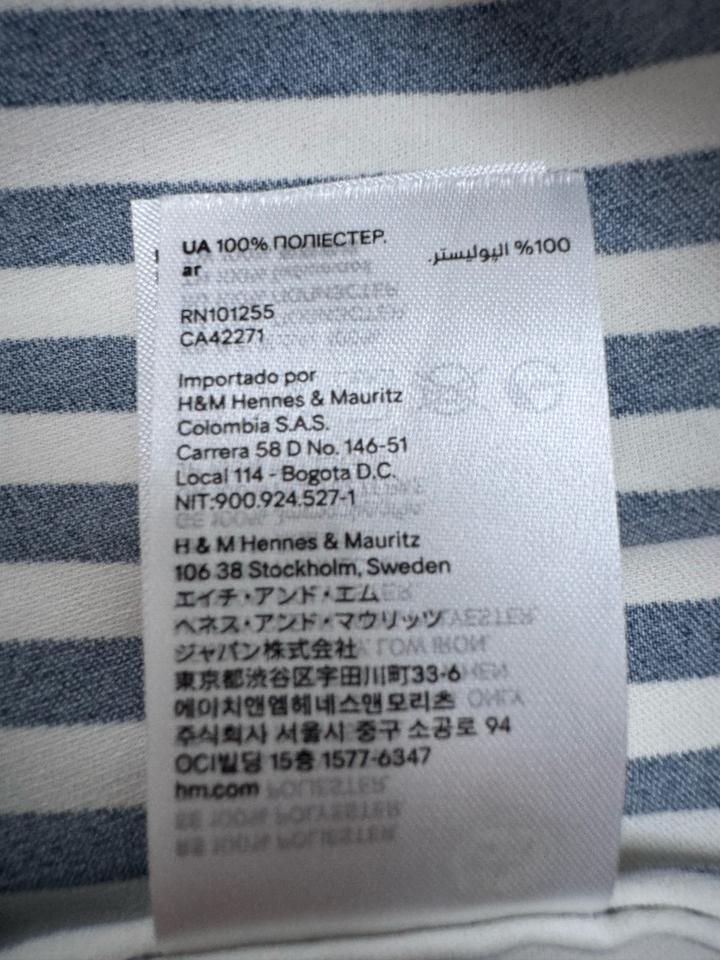 UA 100% ПОЛІЕСТЕР.
ar
100% اليوليستر.
RN101255
CA42271
Importado por
H&M Hennes & Mauritz
Colombia S.A.S.
Carrera 58 D No. 146-51
Local 114 - Bogota D.C.
NIT:900.924.527-1
H & M Hennes & Mauritz
106 38 Stockholm, Sweden
エイチ・アンド・エム
ヘネス・アンド・マウリッツ
ジャパン株式会社
東京都渋谷区宇田川町33-6
에이치앤엠헤네스앤모리츠
주식회사 서울시 중구 소공로 94
OCI빌딩 15층 1577-6347
hm.com